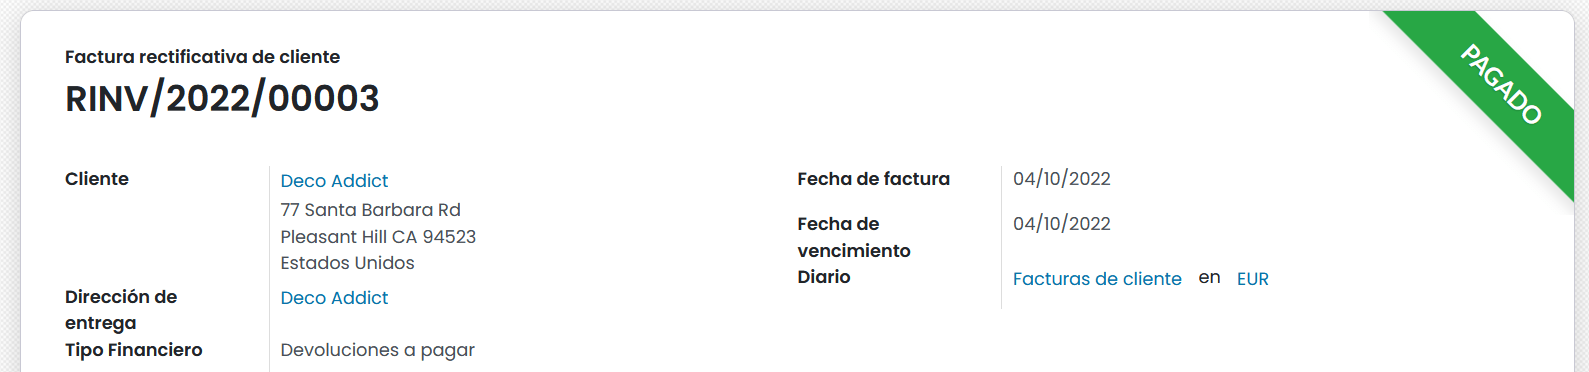 Factura rectificativa de cliente
RINV/2022/00003
PAGADO
Cliente
Deco Addict
77 Santa Barbara Rd
Pleasant Hill CA 94523
Estados Unidos
Dirección de
entrega
Deco Addict
Tipo Financiero
Devoluciones a pagar
Fecha de factura
04/10/2022
Fecha de
vencimiento
04/10/2022
Diario
Facturas de cliente en EUR